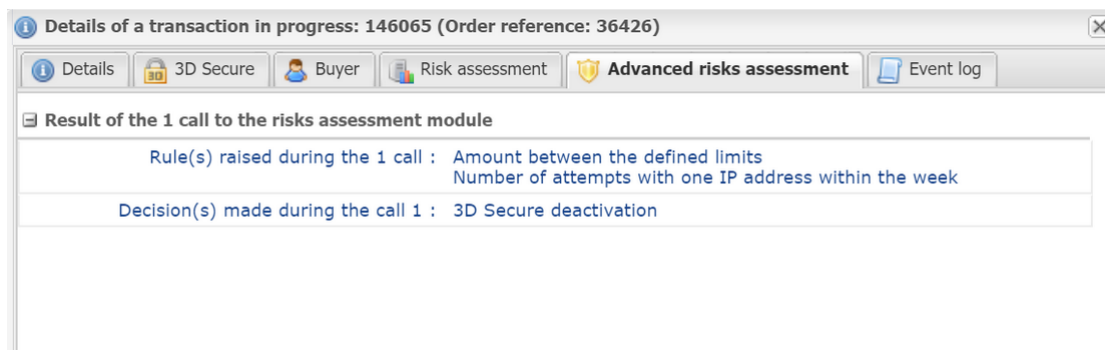 Details of a transaction in progress: 146065 (Order reference: 36426)
Details 3D Secure Buyer Risk assessment Advanced risks assessment Event log
Result of the 1 call to the risks assessment module
Rule(s) raised during the 1 call : Amount between the defined limits
Number of attempts with one IP address within the week
Decision(s) made during the call 1 : 3D Secure deactivation